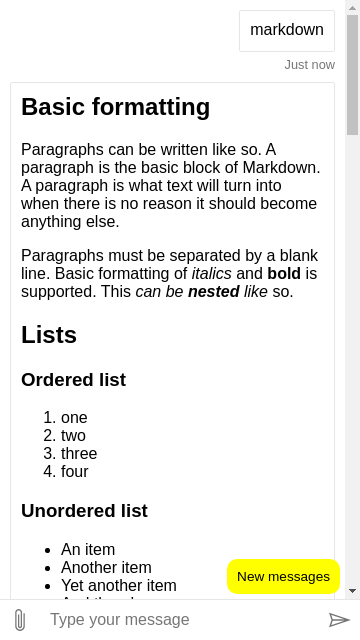 markdown
Just now
Basic formatting
Paragraphs can be written like so. A
paragraph is the basic block of Markdown.
A paragraph is what text will turn into
when there is no reason it should become
anything else.
Paragraphs must be separated by a blank
line. Basic formatting of italics and bold is
supported. This can be nested like so.
Lists
Ordered list
1. one
2. two
3. three
4. four
Unordered list
• An item
• Another item
• Yet another item
New messages
Type your message